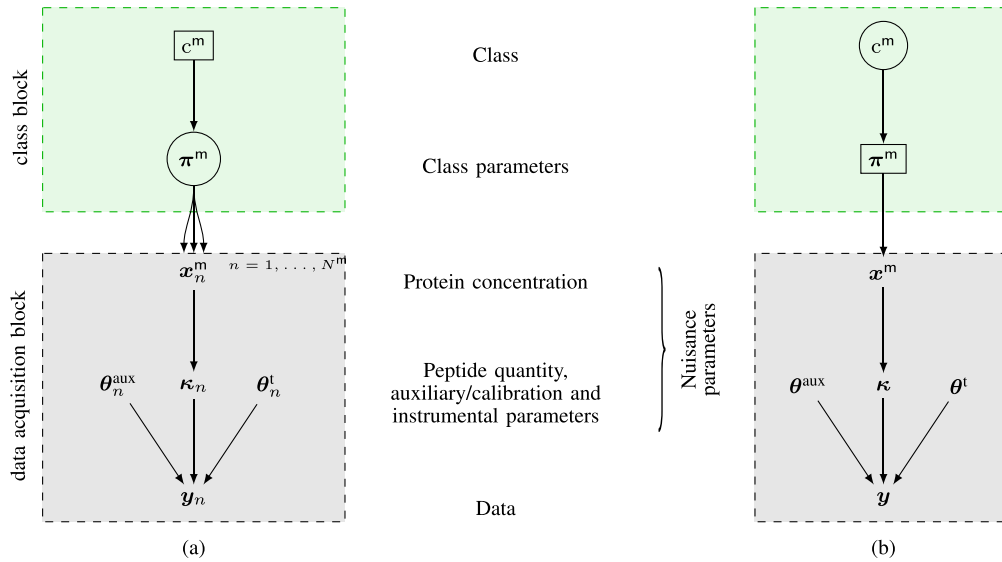 class block
c^m
Class
c^m
π^m
Class parameters
π^m
data acquisition block
x_n^m
n = 1, . . . , N^m
Protein concentration
x^m
Nuisance
parameters
θ_n^aux
κ_n
θ_n^t
Peptide quantity,
auxiliary/calibration and
instrumental parameters
θ^aux
κ
θ^t
y_n
Data
y
(a)
(b)